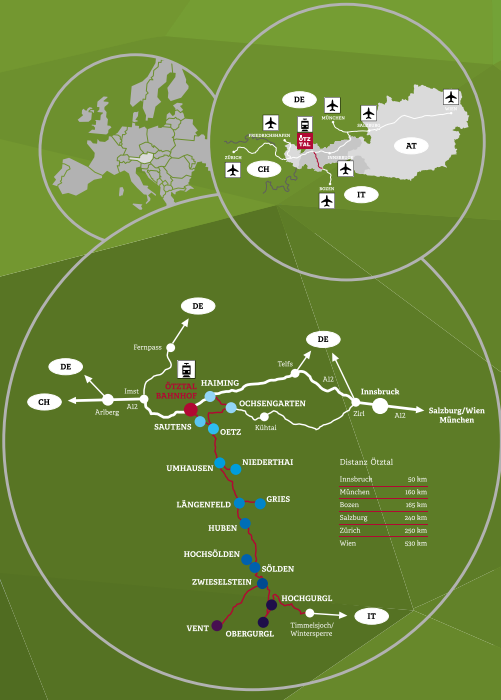 DE
MÜNCHEN
FRIEDRICHSHAFEN
ÖTZ
TAL
ZÜRICH
CH
AT
IT
BOZEN
DE
Fernpass
DE
DE
Telfs
ÖTZTAL
BAHNHOF
HAIMING
A12
Imst
A12
CH
Arlberg
Innsbruck
OCHSENGARTEN
Zirl
A12
Salzburg/Wien
München
Kühtai
SAUTENS
OETZ
UMHAUSEN
NIEDERTHAI
LÄNGENFELD
GRIES
HUBEN
HOCHSÖLDEN
SÖLDEN
ZWIESELSTEIN
HOCHGURGL
VENT
OBERGURGL
Timmelsjoch/
Wintersperre
IT
Distanz Ötztal
Innsbruck 50 km
München 160 km
Bozen 165 km
Salzburg 240 km
Zürich 250 km
Wien 530 km